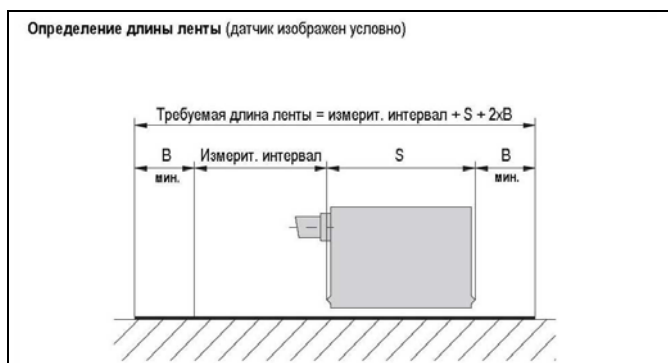 Определение длины ленты (датчик изображен условно)
Требуемая длина ленты = измерит. интервал + S + 2xB
B Измерит. интервал S B
мин. мин.